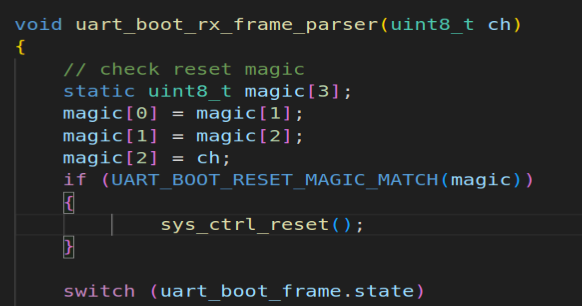 void uart_boot_rx_frame_parser(uint8_t ch)
{
    // check reset magic
    static uint8_t magic[3];
    magic[0] = magic[1];
    magic[1] = magic[2];
    magic[2] = ch;
    if (UART_BOOT_RESET_MAGIC_MATCH(magic))
    {
            sys_ctrl_reset();
    }

    switch (uart_boot_frame.state)